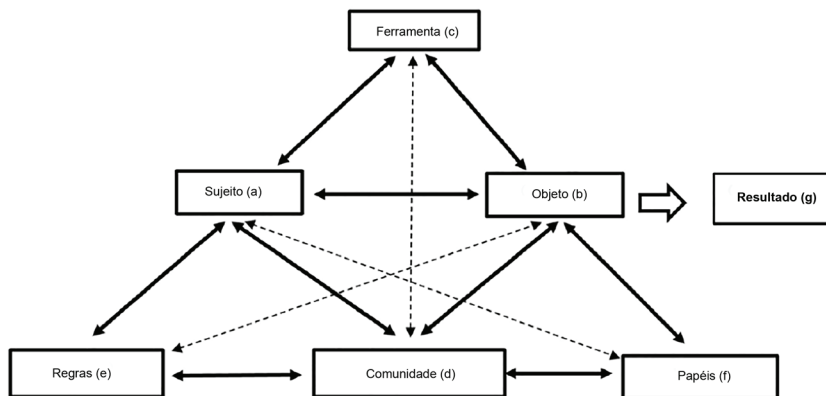 Ferramenta (c)
Sujeito (a)
Objeto (b)
Resultado (g)
Regras (e)
Comunidade (d)
Papéis (f)